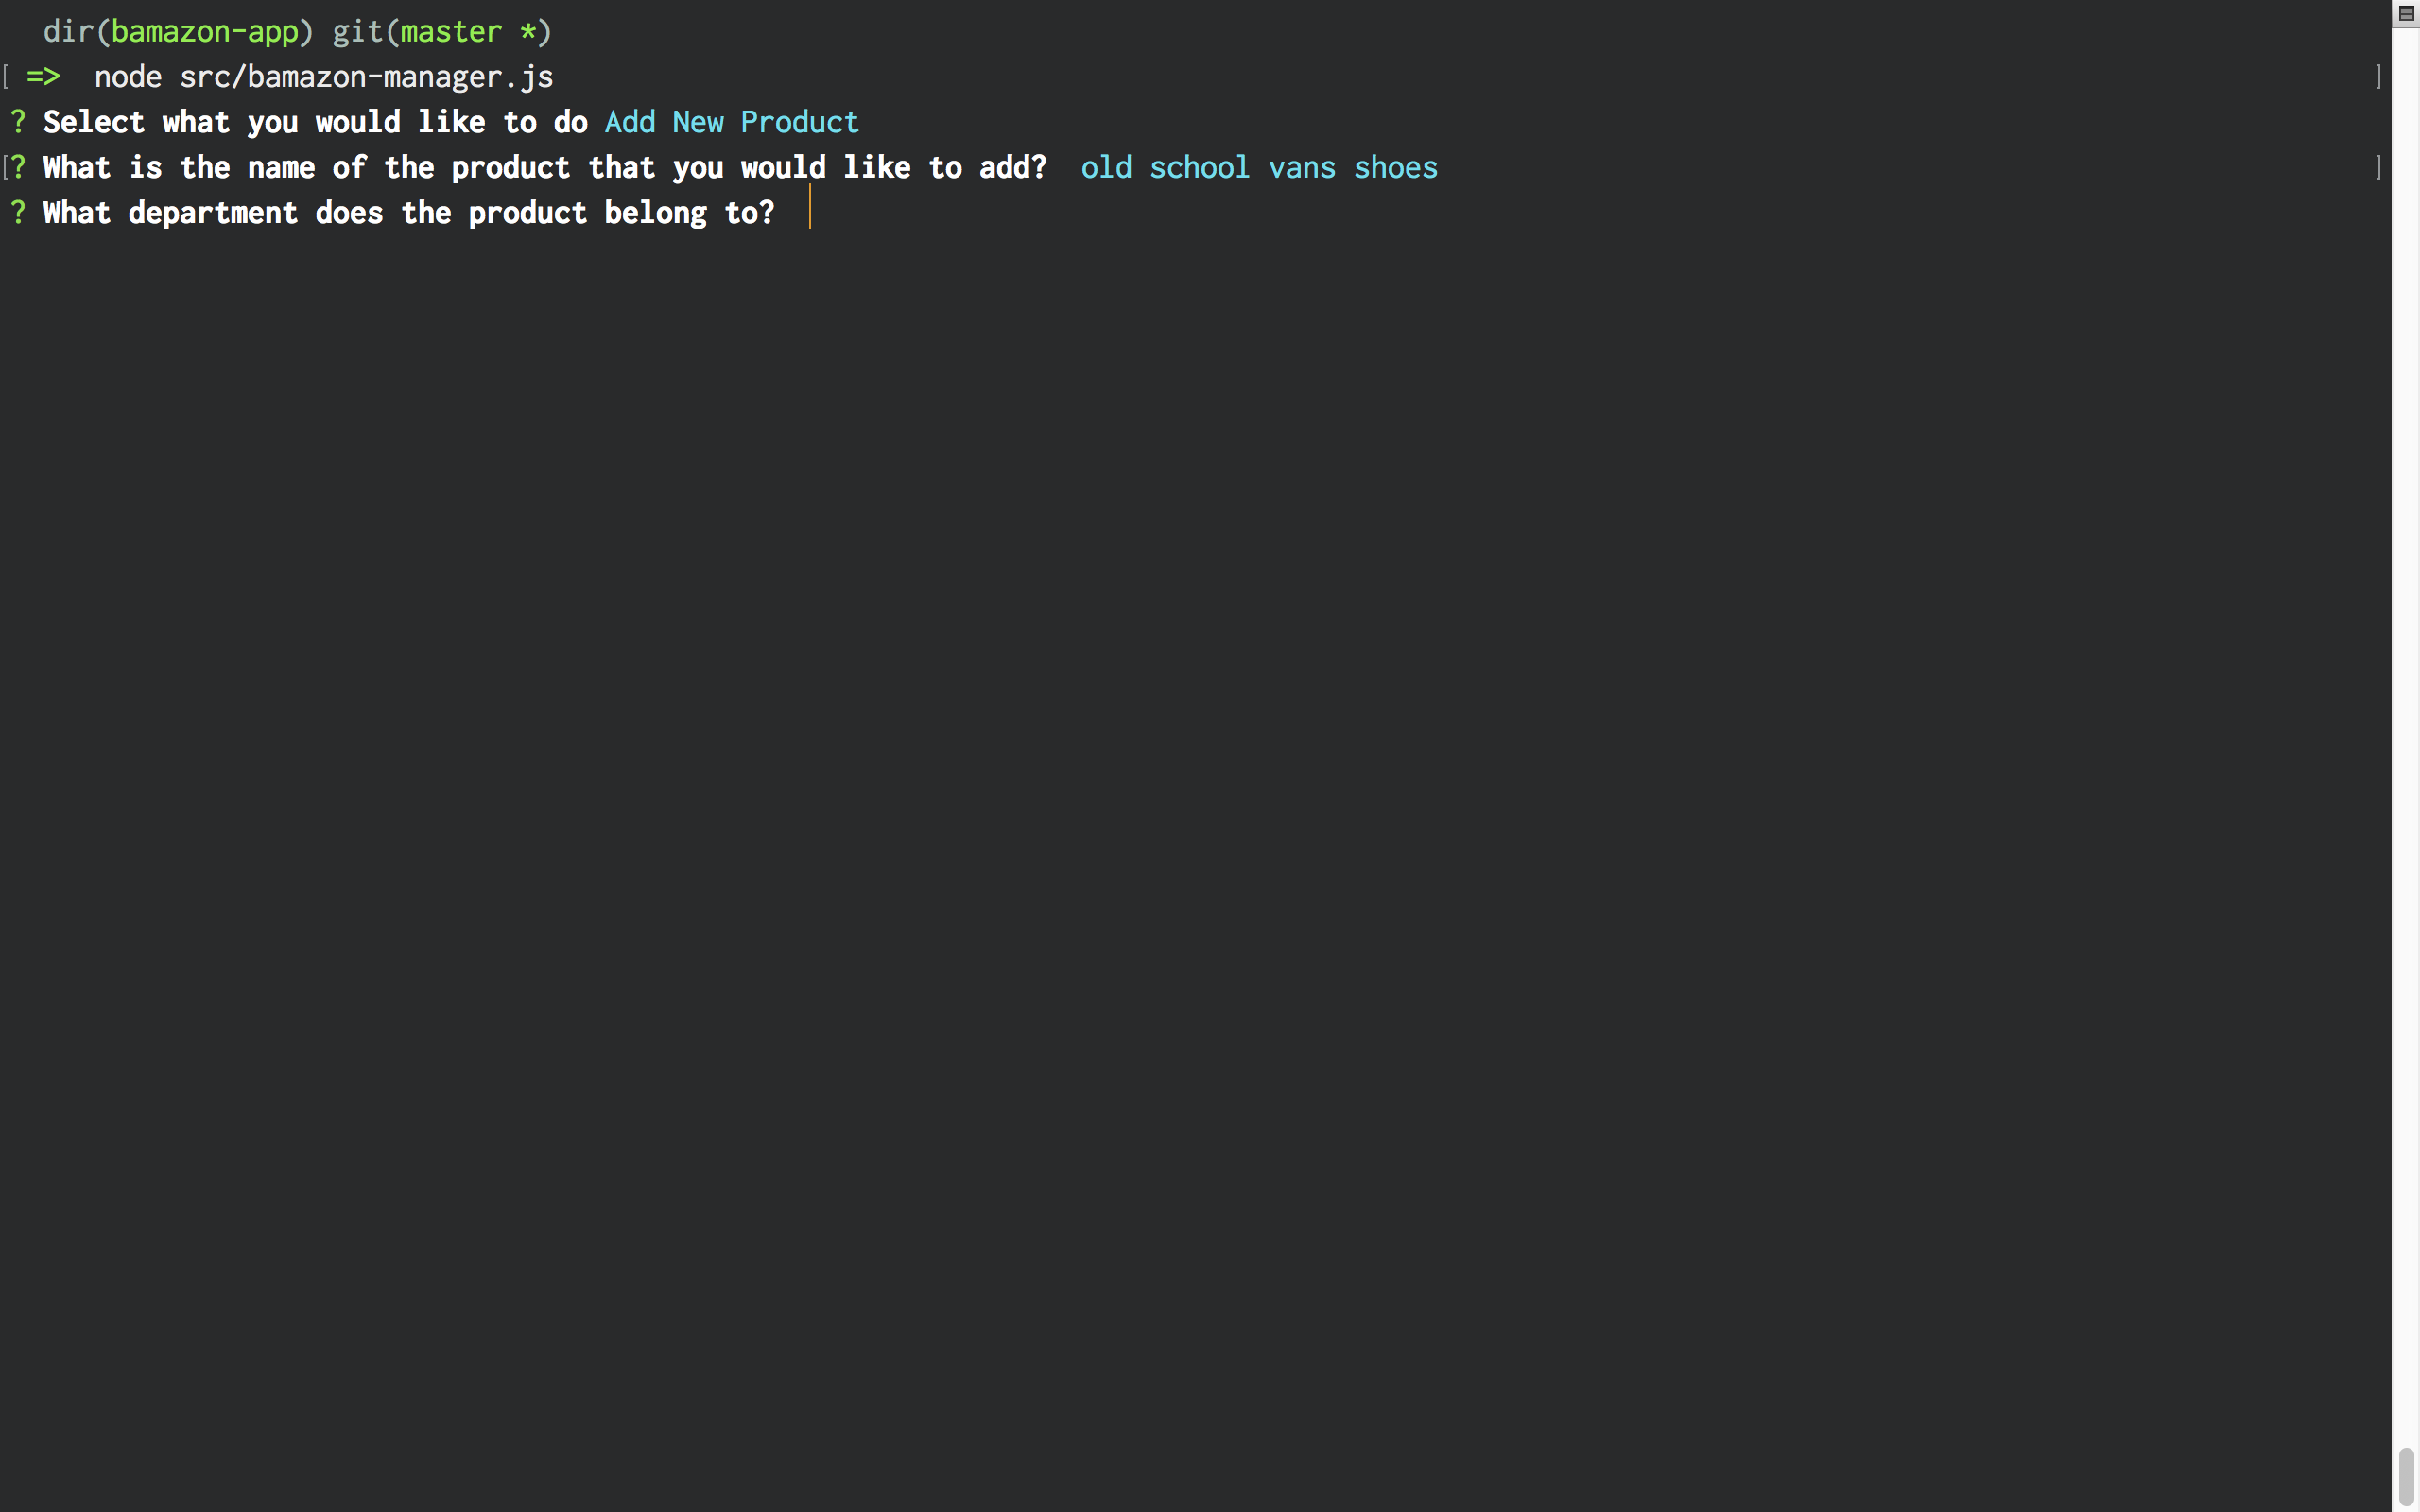 dir(bamazon-app) git(master *)
[ =>  node src/bamazon-manager.js ]
? Select what you would like to do Add New Product
[? What is the name of the product that you would like to add?  old school vans shoes ]
? What department does the product belong to?